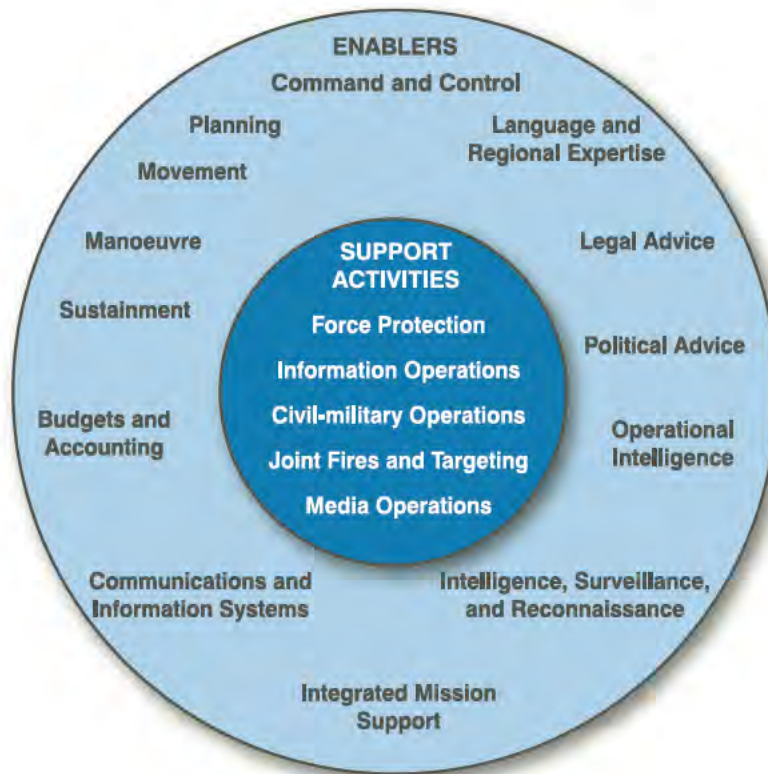 ENABLERS
Command and Control
Planning
Language and
Regional Expertise
Movement
Manoeuvre
Legal Advice
Sustainment
Political Advice
Budgets and
Accounting
Operational
Intelligence
Communications and
Information Systems
Intelligence, Surveillance,
and Reconnaissance
Integrated Mission
Support
SUPPORT
ACTIVITIES
Force Protection
Information Operations
Civil-military Operations
Joint Fires and Targeting
Media Operations